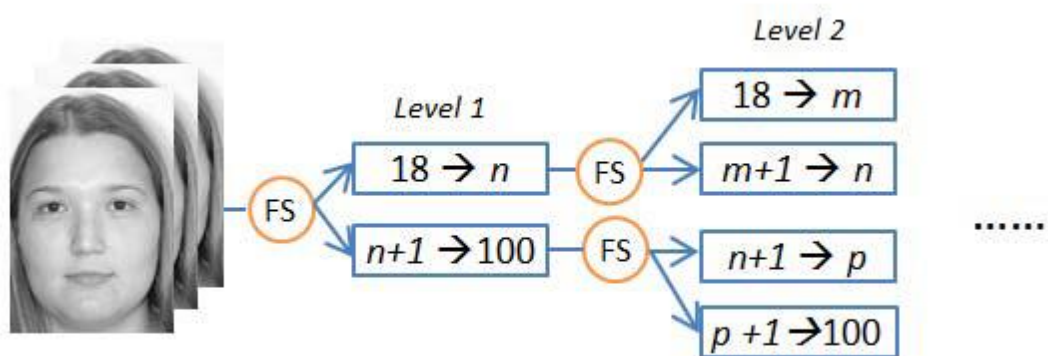 Level 2
18 → m
Level 1
18 → n
FS
m+1 → n
FS
n+1 → 100
FS
n+1 → p
p +1 → 100
......